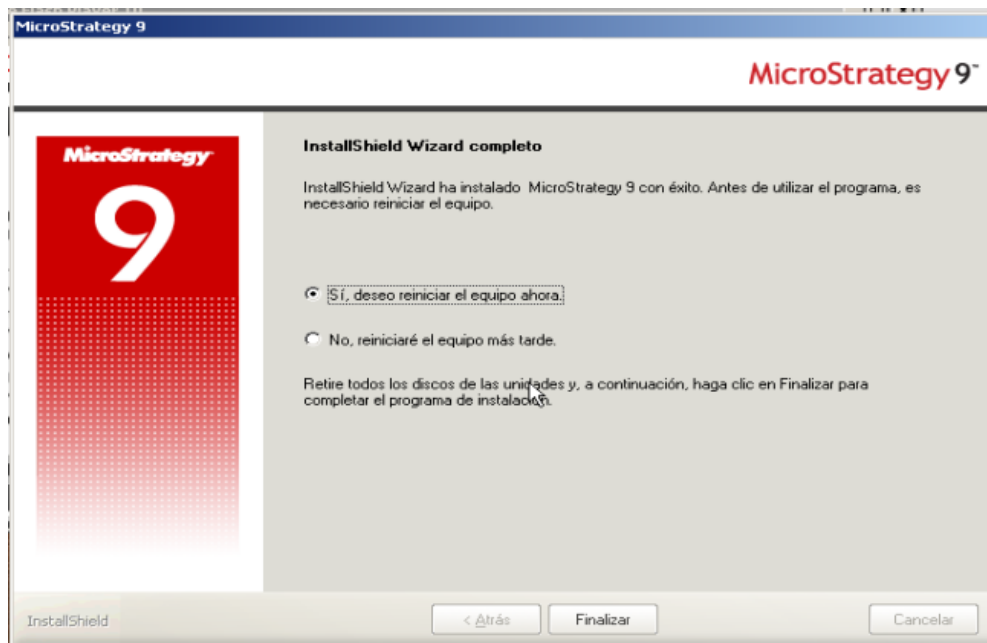 MicroStrategy 9
MicroStrategy 9™
MicroStrategy
9
InstallShield Wizard completo
InstallShield Wizard ha instalado MicroStrategy 9 con éxito. Antes de utilizar el programa, es
necesario reiniciar el equipo.
Sí, deseo reiniciar el equipo ahora.
No, reiniciaré el equipo más tarde.
Retire todos los discos de las unidades y, a continuación, haga clic en Finalizar para
completar el programa de instalación.
InstallShield
< Atrás
Finalizar
Cancelar